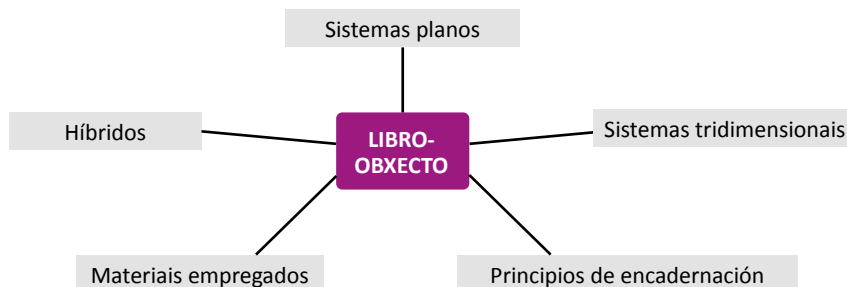 Sistemas planos
Híbridos
LIBRO-
OBXECTO
Sistemas tridimensionais
Materiais empregados
Principios de encadernación